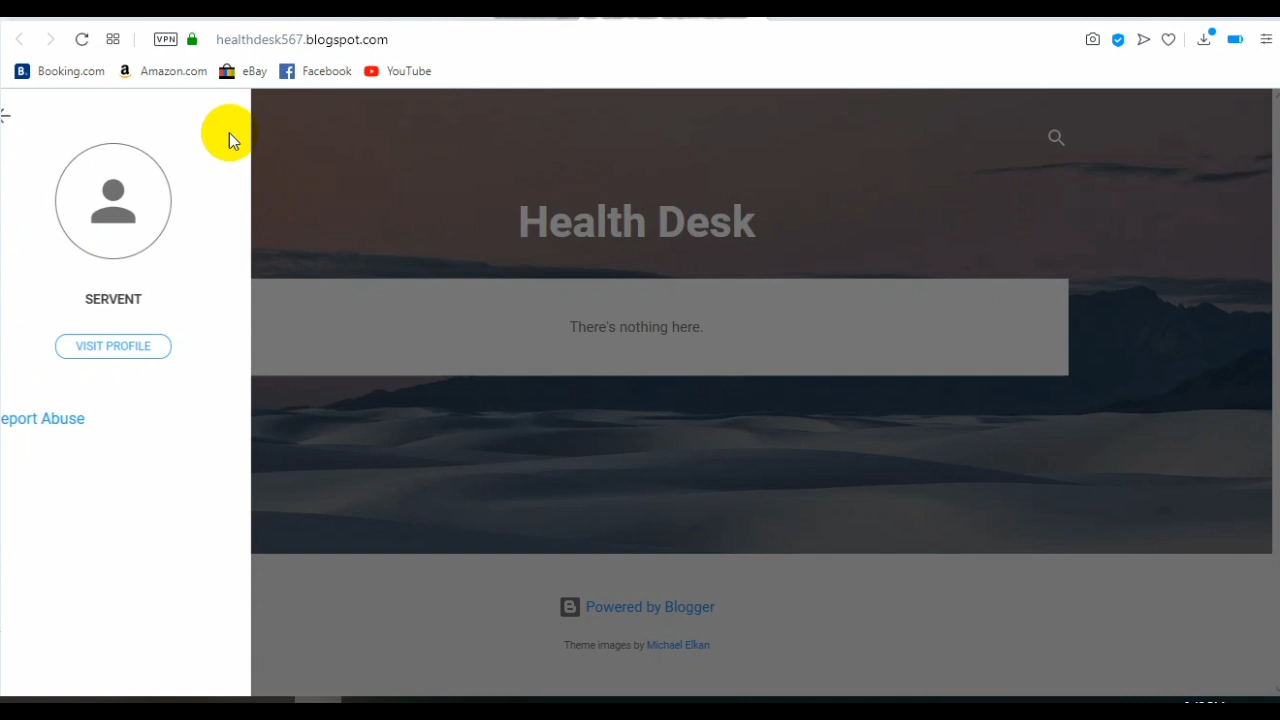 VPN healthdesk567.blogspot.com
B. Booking.com a Amazon.com eBay Facebook YouTube
Health Desk
SERVENT
There's nothing here.
VISIT PROFILE
eport Abuse
Powered by Blogger
Theme images by Michael Elkan